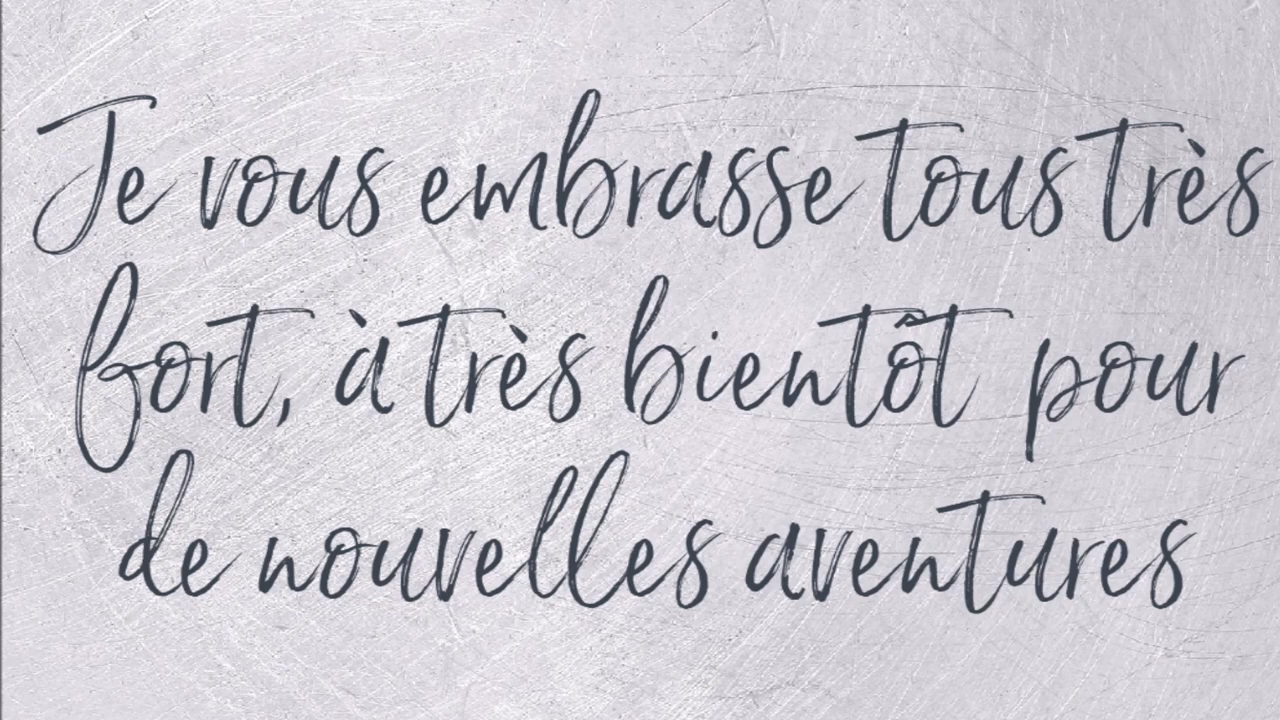 Je vous embrasse tous très
fort, à très bientôt pour
de nouvelles aventures